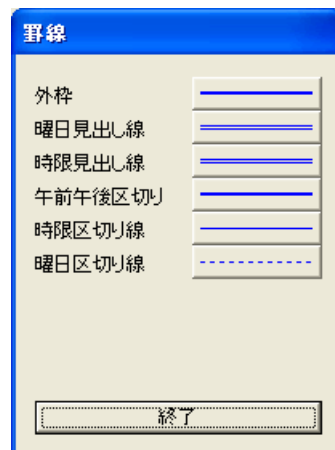 罫線
外枠
曜日見出し線
時限見出し線
午前午後区切り
時限区切り線
曜日区切り線
終了